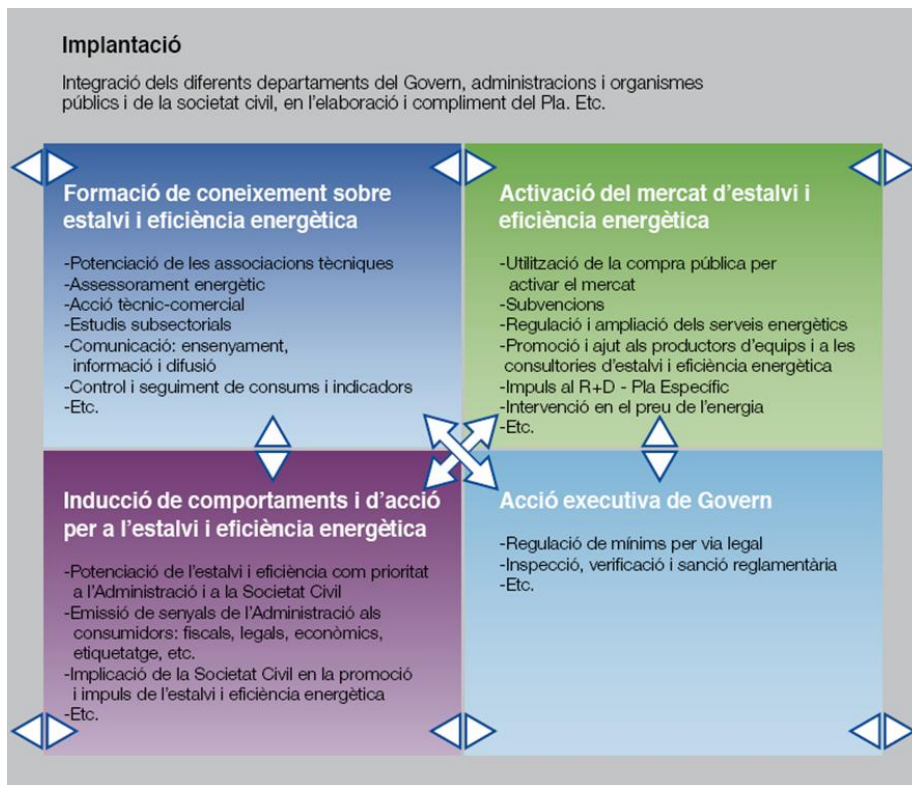 Implantació
Integració dels diferents departaments del Govern, administracions i organismes
públics i de la societat civil, en l'elaboració i compliment del Pla. Etc.
Formació de coneixement sobre
estalvi i eficiència energètica
-Potenciació de les associacions tècniques
-Assessorament energètic
-Acció tècnic-comercial
-Estudis subsectorials
-Comunicació: ensenyament,
informació i difusió
-Control i seguiment de consums i indicadors
-Etc.
Activació del mercat d'estalvi i
eficiència energètica
-Utilització de la compra pública per
activar el mercat
-Subvencions
-Regulació i ampliació dels serveis energètics
-Promoció i ajut als productors d'equips i a les
consultories d'estalvi i eficiència energètica
-Impuls al R+D - Pla Específic
-Intervenció en el preu de l'energia
-Etc.
Inducció de comportaments i d'acció
per a l'estalvi i eficiència energètica
-Potenciació de l'estalvi i eficiència com prioritat
a l'Administració i a la Societat Civil
-Emissió de senyals de l'Administració als
consumidors: fiscals, legals, econòmics,
etiquetatge, etc.
-Implicació de la Societat Civil en la promoció
i impuls de l'estalvi i eficiència energètica
-Etc.
Acció executiva de Govern
-Regulació de mínims per via legal
-Inspecció, verificació i sanció reglamentària
-Etc.